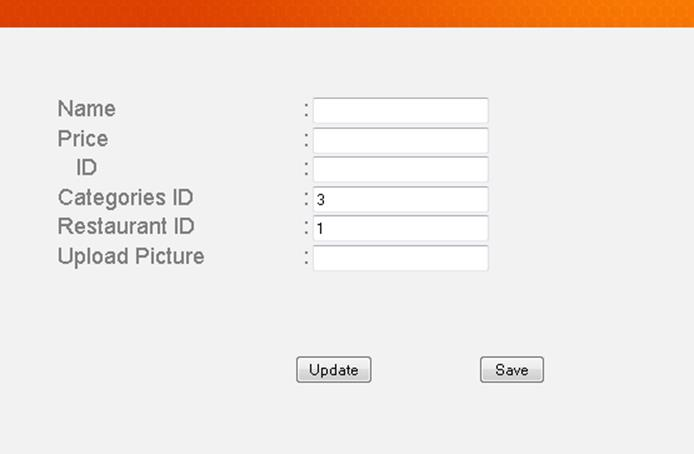 Name :
Price :
ID :
Categories ID : 3
Restaurant ID : 1
Upload Picture :
Update Save